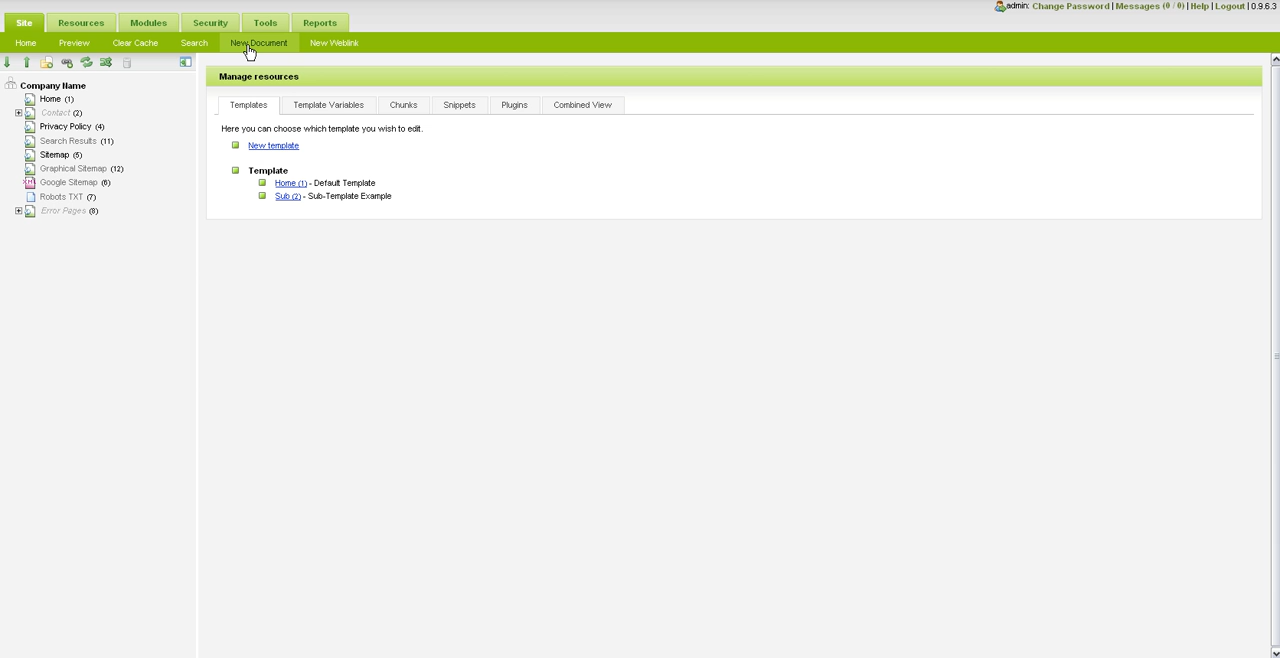 admin: Change Password | Messages (0 / 0) | Help | Logout | 0.9.6.3
Site Resources Modules Security Tools Reports
Home Preview Clear Cache Search New Document New Weblink
Manage resources
Company Name
Home (1)
Contact (2)
Privacy Policy (4)
Search Results (11)
Sitemap (5)
Graphical Sitemap (12)
Google Sitemap (6)
Robots TXT (7)
Error Pages (8)
Templates Template Variables Chunks Snippets Plugins Combined View
Here you can choose which template you wish to edit.
New template
Template
Home (1) - Default Template
Sub (2) - Sub-Template Example